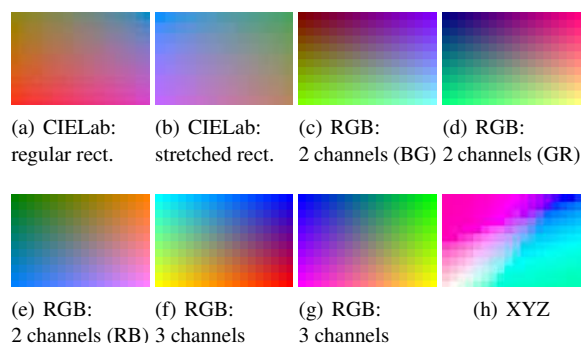 (a) CIELab:
regular rect.
(b) CIELab:
stretched rect.
(c) RGB:
2 channels (BG)
(d) RGB:
2 channels (GR)
(e) RGB:
2 channels (RB)
(f) RGB:
3 channels
(g) RGB:
3 channels
(h) XYZ